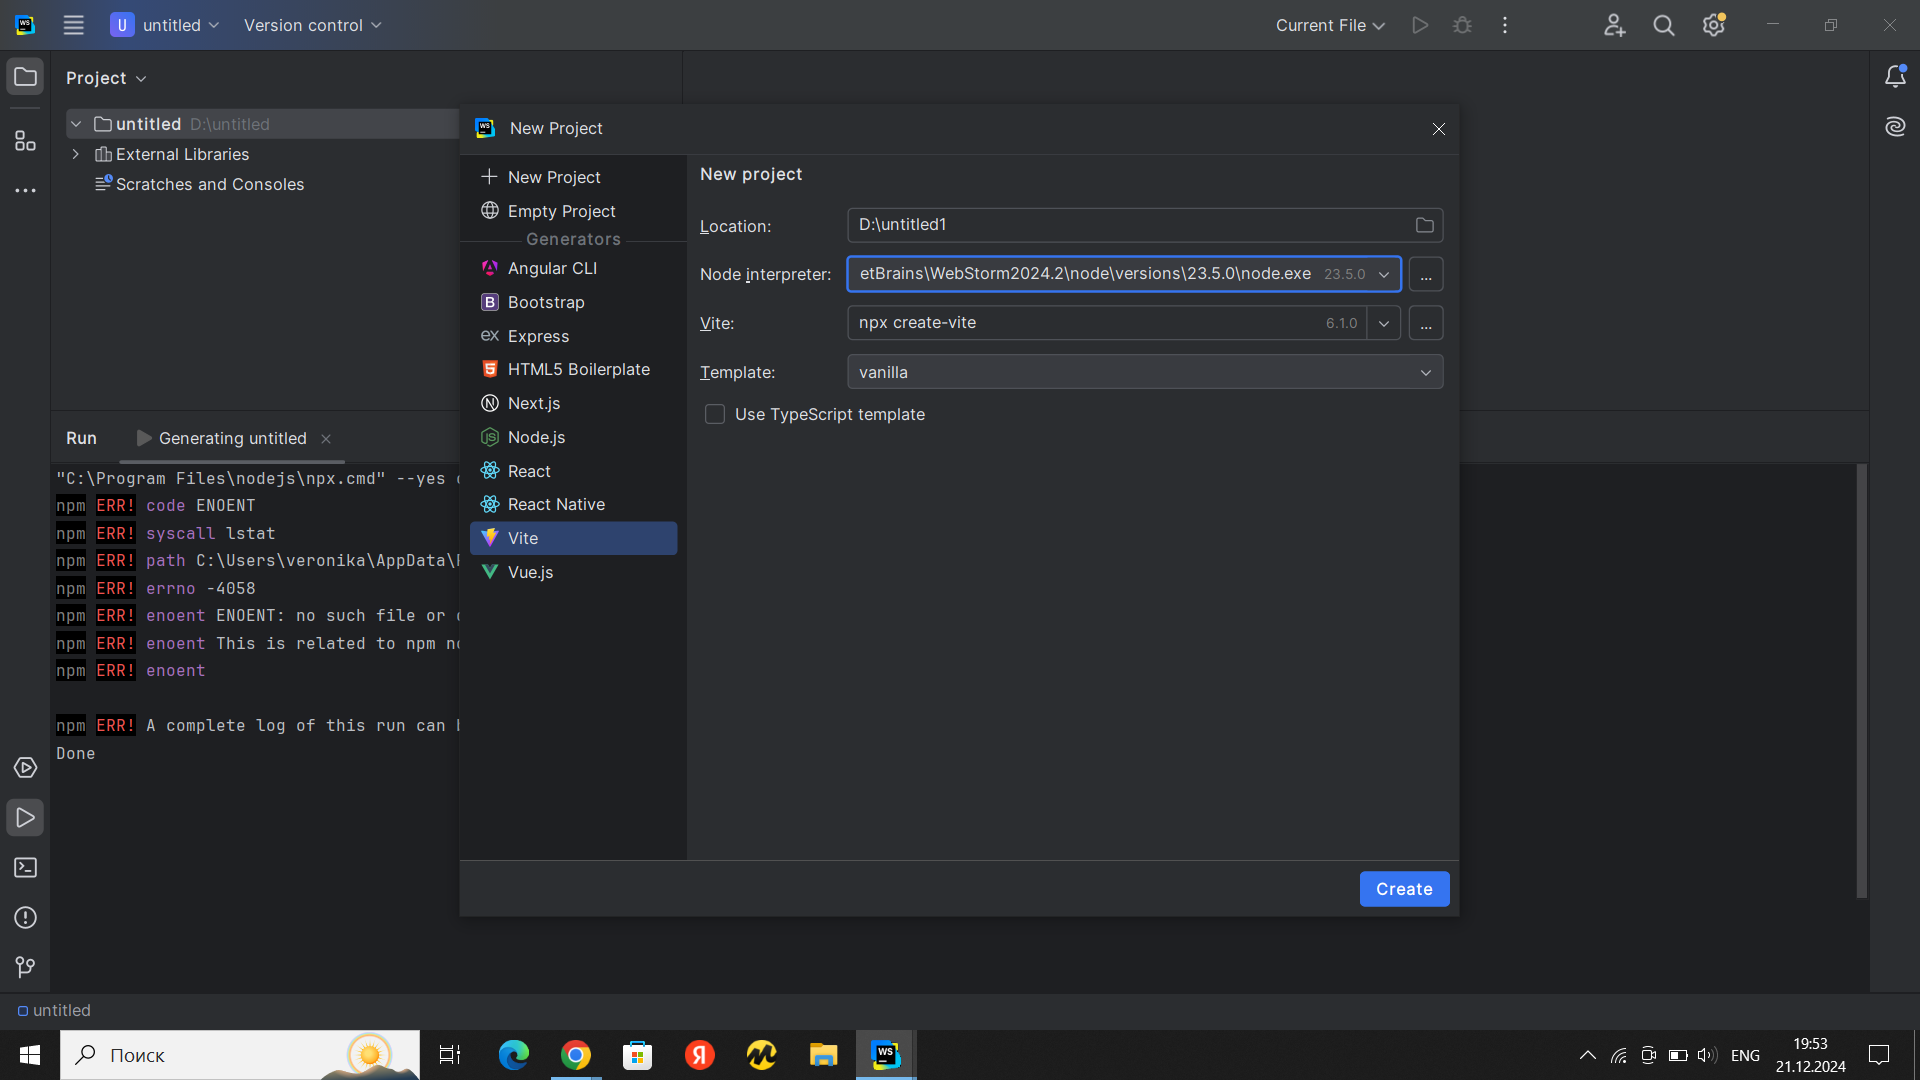 U untitled Version control Current File
Project
untitled D:\untitled
External Libraries
Scratches and Consoles
New Project
New Project
Empty Project
Generators
Angular CLI
Bootstrap
Express
HTML5 Boilerplate
Next.js
Node.js
React
React Native
Vite
Vue.js
New project
Location: D:\untitled1
Node interpreter: etBrains\WebStorm2024.2\node\versions\23.5.0\node.exe 23.5.0 ...
Vite: npx create-vite 6.1.0 ...
Template: vanilla
Use TypeScript template
Create
Run Generating untitled
"C:\Program Files\nodejs\npx.cmd" --yes
npm ERR! code ENOENT
npm ERR! syscall lstat
npm ERR! path C:\Users\veronika\AppData\
npm ERR! errno -4058
npm ERR! enoent ENOENT: no such file or
npm ERR! enoent This is related to npm
npm ERR! enoent
npm ERR! A complete log of this run can
Done
untitled
Поиск
ENG
19:53
21.12.2024